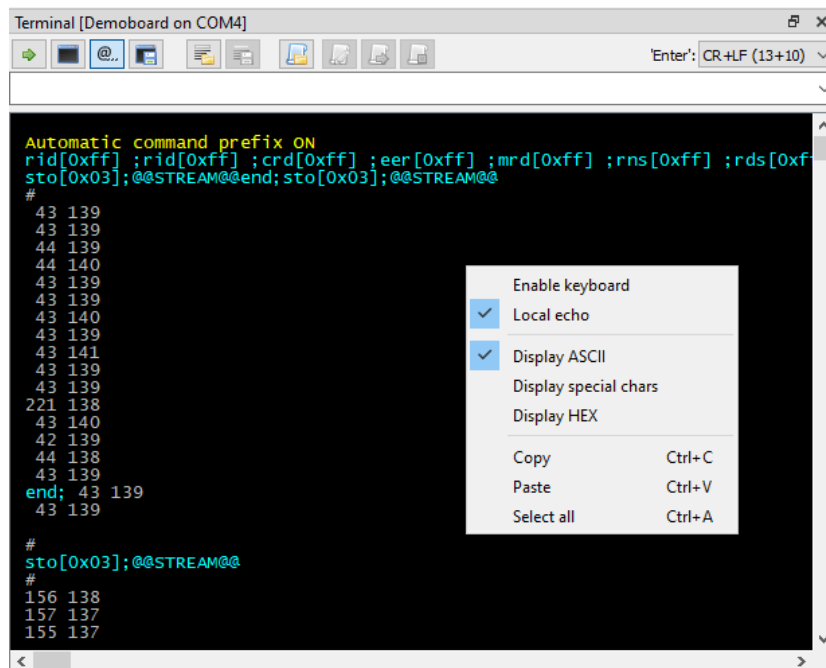 Terminal [Demoboard on COM4]
@..
'Enter': CR+LF (13+10)
Automatic command prefix ON
rid[0xff] ;rid[0xff] ;crd[0xff] ;eer[0xff] ;mrd[0xff] ;rns[0xff] ;rds[0xff
sto[0x03];@@STREAM@@end;sto[0x03];@@STREAM@@
#
43 139
43 139
44 139
44 140
43 139
43 139
43 140
43 139
43 141
43 139
43 139
221 138
43 140
42 139
44 138
43 139
end; 43 139
43 139
#
sto[0x03];@@STREAM@@
#
156 138
157 137
155 137
Enable keyboard
Local echo
Display ASCII
Display special chars
Display HEX
Copy Ctrl+C
Paste Ctrl+V
Select all Ctrl+A